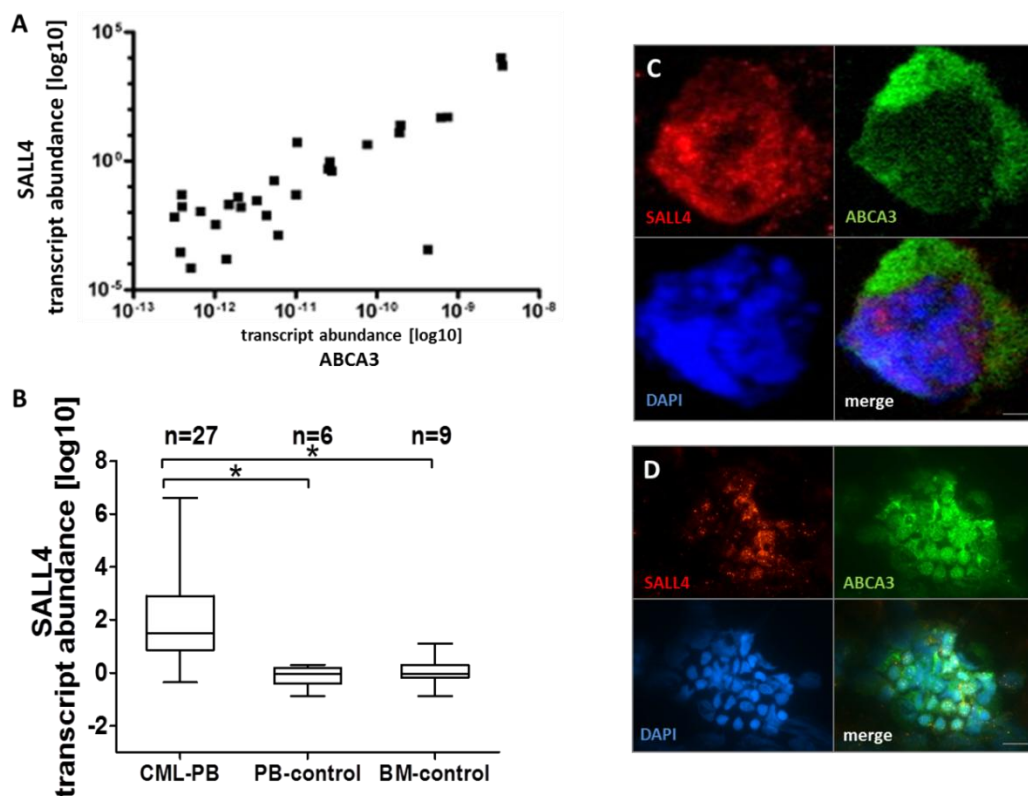 A
SALL4
transcript abundance [log10]
10^5
10^0
10^-5
10^-13
10^-12
10^-11
10^-10
10^-9
10^-8
transcript abundance [log10]
ABCA3
B
SALL4
transcript abundance [log10]
n=27
n=6
n=9
*
*
8
6
4
2
0
-2
CML-PB
PB-control
BM-control
C
SALL4
ABCA3
DAPI
merge
D
SALL4
ABCA3
DAPI
merge